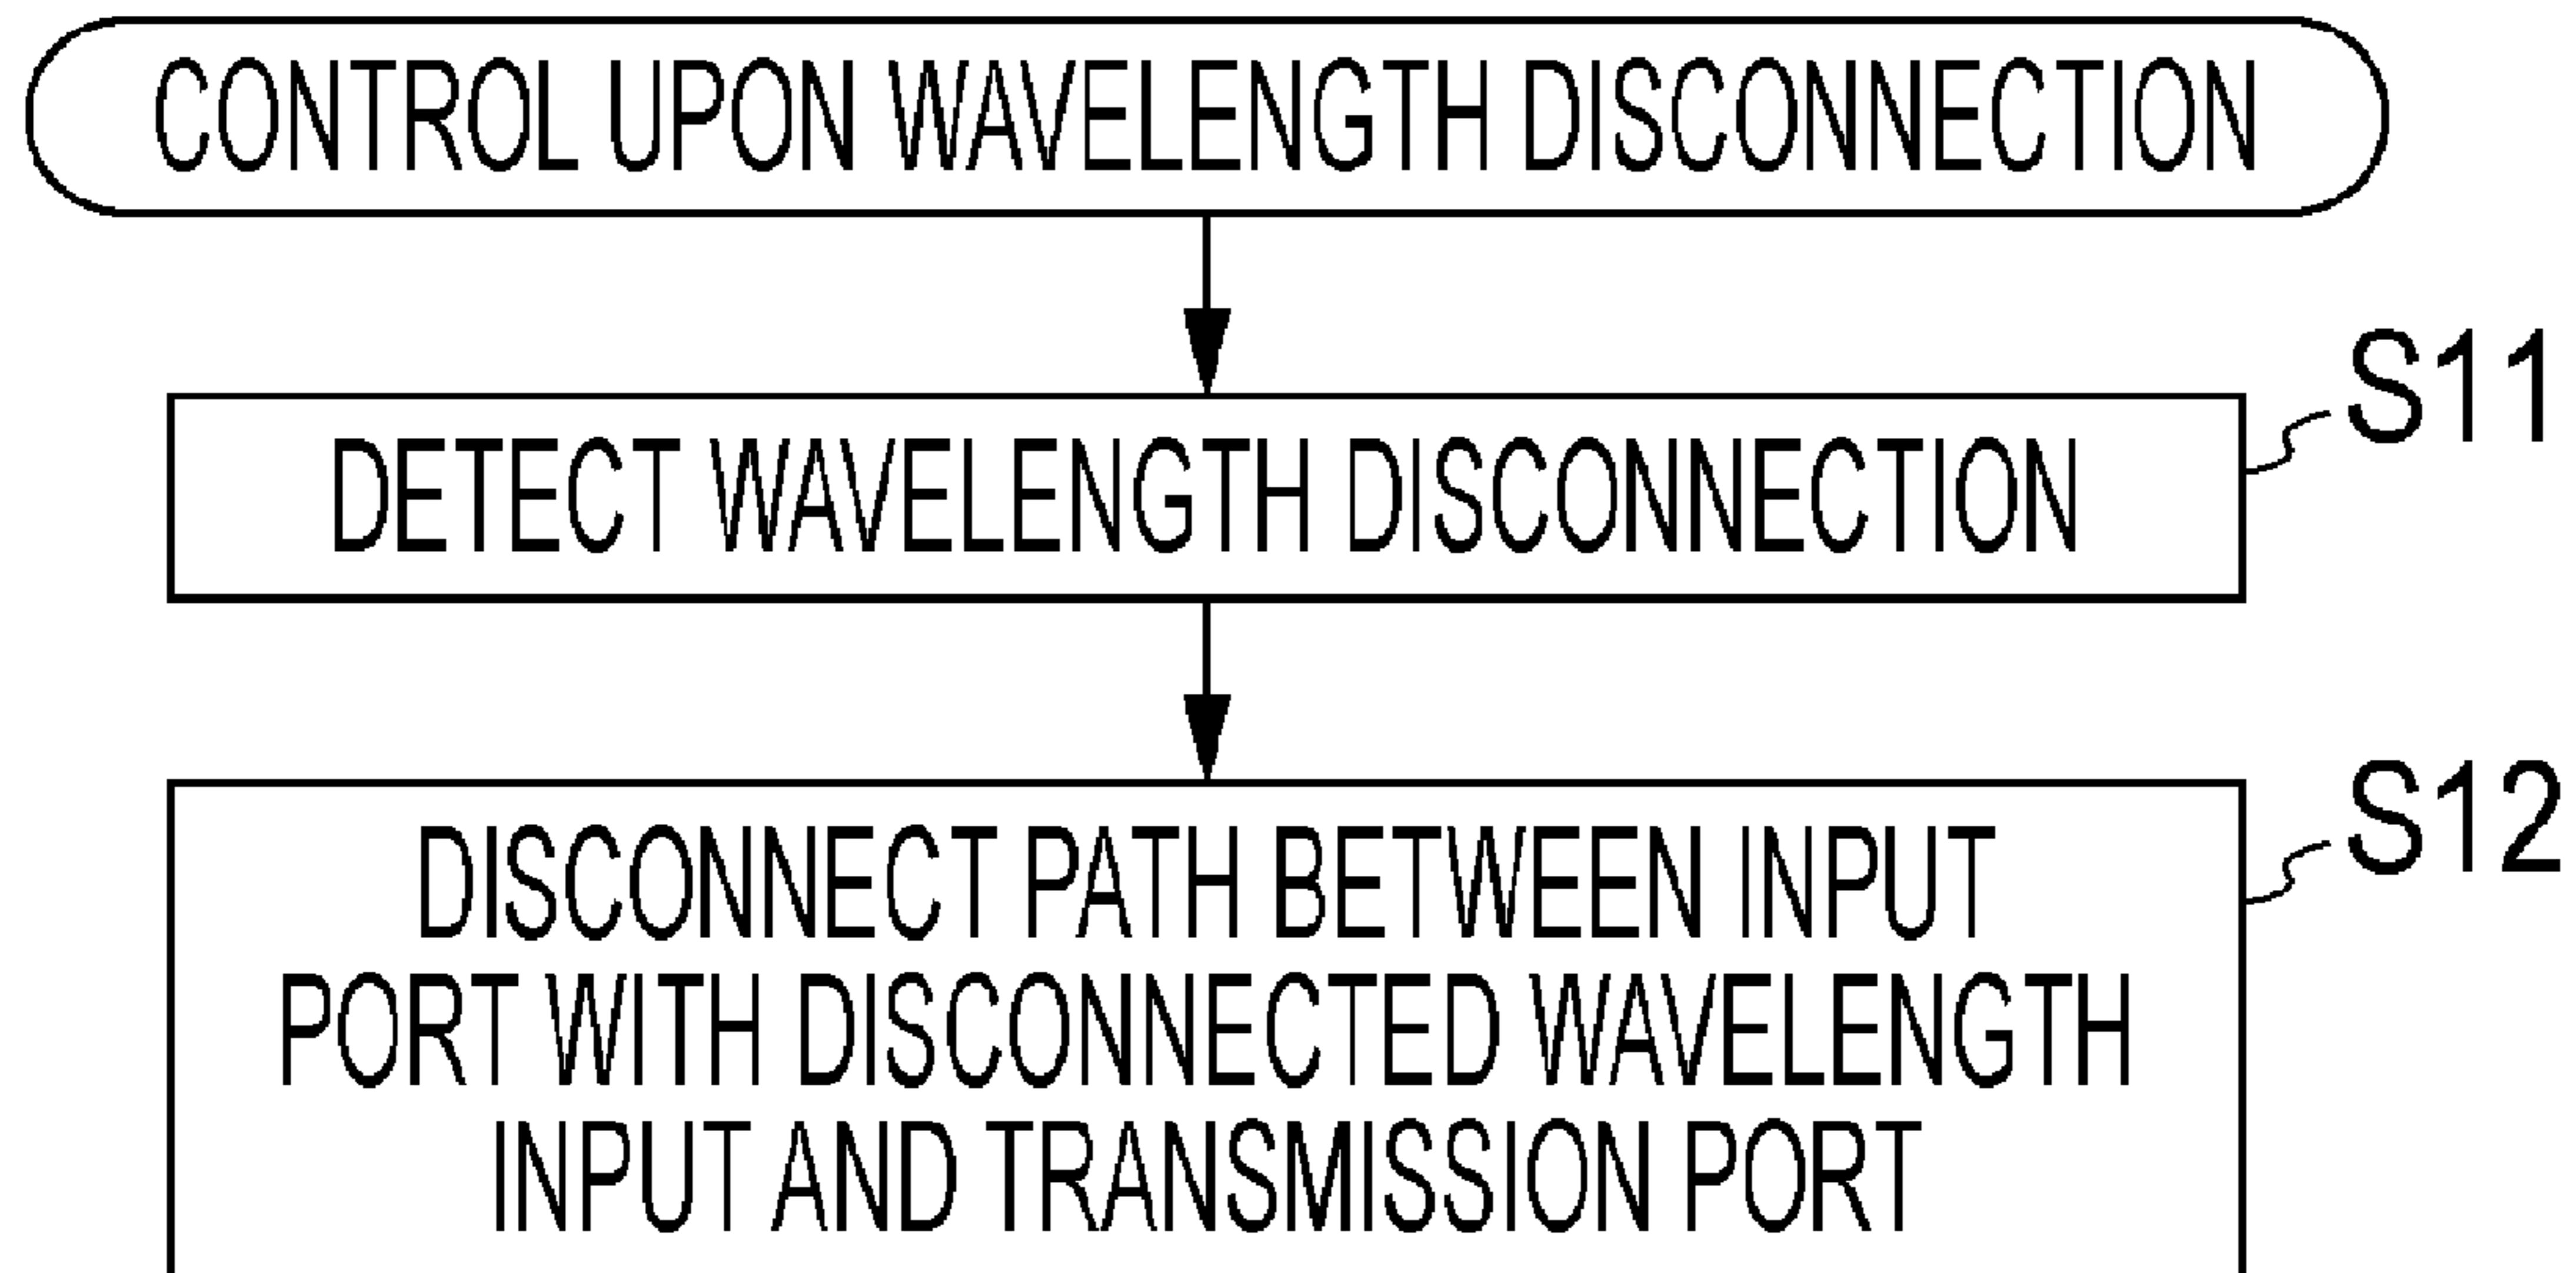 CONTROL UPON WAVELENGTH DISCONNECTION
S11
DETECT WAVELENGTH DISCONNECTION
S12
DISCONNECT PATH BETWEEN INPUT
PORT WITH DISCONNECTED WAVELENGTH
INPUT AND TRANSMISSION PORT